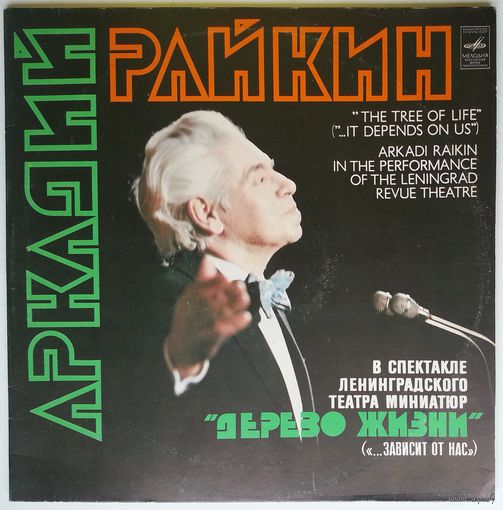 АРКАДИЙ
РАЙКИН
МЕЛОДИЯ
"THE TREE OF LIFE"
("...IT DEPENDS ON US")
ARKADI RAIKIN
IN THE PERFORMANCE
OF THE LENINGRAD
REVUE THEATRE
В СПЕКТАКЛЕ
ЛЕНИНГРАДСКОГО
ТЕАТРА МИНИАТЮР
"ДЕРЕВО ЖИЗНИ"
(«...ЗАВИСИТ ОТ НАС»)